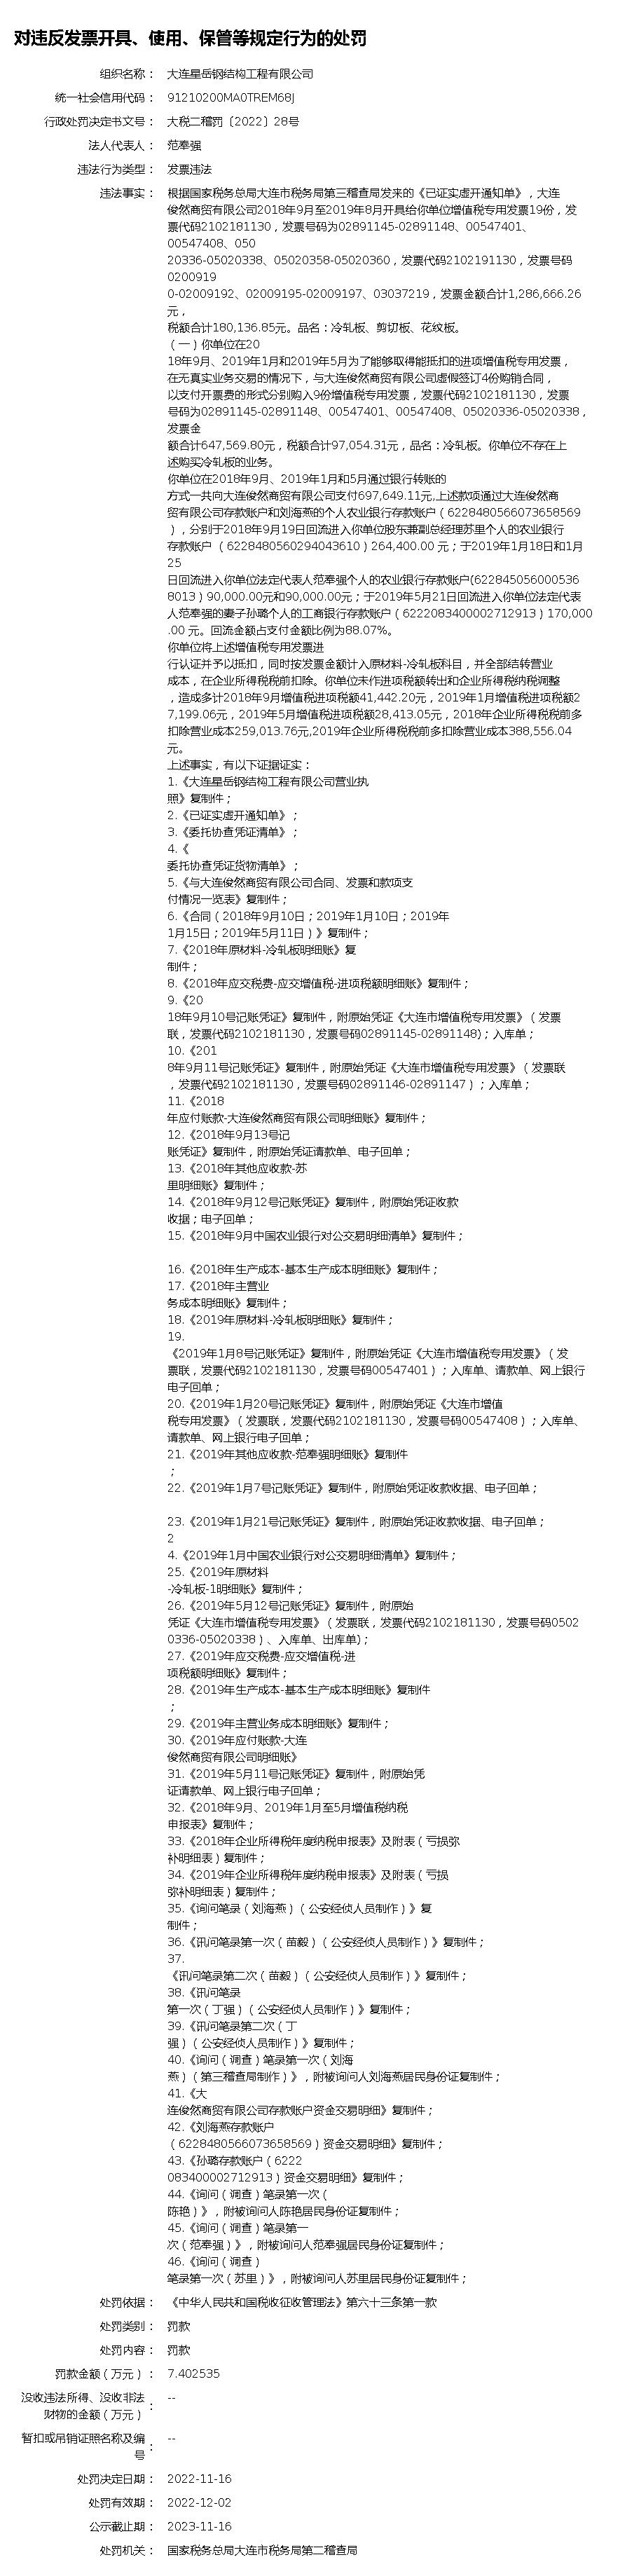 对违反发票开具、使用、保管等规定行为的处罚
组织名称： 大连星岳钢结构工程有限公司
统一社会信用代码： 91210200MA0TREM68J
行政处罚决定书文号： 大税二稽罚〔2022〕28号
法人代表人： 范奉强
违法行为类型： 发票违法
违法事实： 根据国家税务总局大连市税务局第三稽查局发来的《已证实虚开通知单》，大连
俊然商贸有限公司2018年9月至2019年8月开具给你单位增值税专用发票19份，发
票代码2102181130，发票号码为02891145-02891148、00547401、
00547408、050
20336-05020338、05020358-05020360，发票代码2102191130，发票号码
0200919
0-02009192、02009195-02009197、03037219，发票金额合计1,286,666.26
元，
税额合计180,136.85元。品名：冷轧板、剪切板、花纹板。
（一）你单位在20
18年9月、2019年1月和2019年5月为了能够取得能抵扣的进项增值税专用发票，
在无真实业务交易的情况下，与大连俊然商贸有限公司虚假签订4份购销合同，
以支付开票费的形式分别购入9份增值税专用发票，发票代码2102181130，发票
号码为02891145-02891148、00547401、00547408、05020336-05020338，
发票金
额合计647,569.80元，税额合计97,054.31元，品名：冷轧板。你单位不存在上
述购买冷轧板的业务。
你单位在2018年9月、2019年1月和5月通过银行转账的
方式一共向大连俊然商贸有限公司支付697,649.11元,上述款项通过大连俊然商
贸有限公司存款账户和刘海燕的个人农业银行存款账户（6228480566073658569
），分别于2018年9月19日回流进入你单位股东兼副总经理苏里个人的农业银行
存款账户 （6228480560294043610）264,400.00 元；于2019年1月18日和1月
25
日回流进入你单位法定代表人范奉强个人的农业银行存款账户(622845056000536
8013）90,000.00元和90,000.00元；于2019年5月21日回流进入你单位法定代表
人范奉强的妻子孙璐个人的工商银行存款账户（6222083400002712913）170,000
.00 元。回流金额占支付金额比例为88.07%。
你单位将上述增值税专用发票进
行认证并予以抵扣，同时按发票金额计入原材料-冷轧板科目，并全部结转营业
成本，在企业所得税税前扣除。你单位未作进项税额转出和企业所得税纳税调整
，造成多计2018年9月增值税进项税额41,442.20元，2019年1月增值税进项税额2
7,199.06元，2019年5月增值税进项税额28,413.05元，2018年企业所得税税前多
扣除营业成本259,013.76元,2019年企业所得税税前多扣除营业成本388,556.04
元。
上述事实，有以下证据证实：
1.《大连星岳钢结构工程有限公司营业执
照》复制件；
2.《已证实虚开通知单》；
3.《委托协查凭证清单》；
4.《
委托协查凭证货物清单》；
5.《与大连俊然商贸有限公司合同、发票和款项支
付情况一览表》复制件；
6.《合同（2018年9月10日；2019年1月10日；2019年
1月15日；2019年5月11日）》复制件；
7.《2018年原材料-冷轧板明细账》复
制件；
8.《2018年应交税费-应交增值税-进项税额明细账》复制件；
9.《20
18年9月10号记账凭证》复制件，附原始凭证《大连市增值税专用发票》（发票
联，发票代码2102181130，发票号码02891145-02891148)；入库单；
10.《201
8年9月11号记账凭证》复制件，附原始凭证《大连市增值税专用发票》（发票联
，发票代码2102181130，发票号码02891146-02891147）；入库单；
11.《2018
年应付账款-大连俊然商贸有限公司明细账》复制件；
12.《2018年9月13号记
账凭证》复制件，附原始凭证请款单、电子回单；
13.《2018年其他应收款-苏
里明细账》复制件；
14.《2018年9月12号记账凭证》复制件，附原始凭证收款
收据；电子回单；
15.《2018年9月中国农业银行对公交易明细清单》复制件；
16.《2018年生产成本-基本生产成本明细账》复制件；
17.《2018年主营业
务成本明细账》复制件；
18.《2019年原材料-冷轧板明细账》复制件；
19.
《2019年1月8号记账凭证》复制件，附原始凭证《大连市增值税专用发票》（发
票联，发票代码2102181130，发票号码00547401）；入库单、请款单、网上银行
电子回单；
20.《2019年1月20号记账凭证》复制件，附原始凭证《大连市增值
税专用发票》（发票联，发票代码2102181130，发票号码00547408）；入库单、
请款单、网上银行电子回单；
21.《2019年其他应收款-范奉强明细账》复制件
；
22.《2019年1月7号记账凭证》复制件，附原始凭证收款收据、电子回单；
23.《2019年1月21号记账凭证》复制件，附原始凭证收款收据、电子回单；
2
4.《2019年1月中国农业银行对公交易明细清单》复制件；
25.《2019年原材料
-冷轧板-1明细账》复制件；
26.《2019年5月12号记账凭证》复制件，附原始
凭证《大连市增值税专用发票》（发票联，发票代码2102181130，发票号码0502
0336-05020338）、入库单、出库单)；
27.《2019年应交税费-应交增值税-进
项税额明细账》复制件；
28.《2019年生产成本-基本生产成本明细账》复制件
；
29.《2019年主营业务成本明细账》复制件；
30.《2019年应付账款-大连
俊然商贸有限公司明细账》
31.《2019年5月11号记账凭证》复制件，附原始凭
证请款单、网上银行电子回单；
32.《2018年9月、2019年1月至5月增值税纳税
申报表》复制件；
33.《2018年企业所得税年度纳税申报表》及附表（亏损弥
补明细表）复制件；
34.《2019年企业所得税年度纳税申报表》及附表（亏损
弥补明细表）复制件；
35.《询问笔录（刘海燕）（公安经侦人员制作）》复
制件；
36.《讯问笔录第一次（苗毅）（公安经侦人员制作）》复制件；
37.
《讯问笔录第二次（苗毅）（公安经侦人员制作）》复制件；
38.《讯问笔录
第一次（丁强）（公安经侦人员制作）》复制件；
39.《讯问笔录第二次（丁
强）（公安经侦人员制作）》复制件；
40.《询问（调查）笔录第一次（刘海
燕）（第三稽查局制作）》，附被询问人刘海燕居民身份证复制件；
41.《大
连俊然商贸有限公司存款账户资金交易明细》复制件；
42.《刘海燕存款账户
（6228480566073658569）资金交易明细》复制件；
43.《孙璐存款账户（6222
083400002712913）资金交易明细》复制件；
44.《询问（调查）笔录第一次（
陈艳）》，附被询问人陈艳居民身份证复制件；
45.《询问（调查）笔录第一
次（范奉强）》，附被询问人范奉强居民身份证复制件；
46.《询问（调查）
笔录第一次（苏里）》，附被询问人苏里居民身份证复制件；
处罚依据： 《中华人民共和国税收征收管理法》第六十三条第一款
处罚类别： 罚款
处罚内容： 罚款
罚款金额（万元）： 7.402535
没收违法所得、没收非法
财物的金额（万元）： --
暂扣或吊销证照名称及编
号： --
处罚决定日期： 2022-11-16
处罚有效期： 2022-12-02
公示截止期： 2023-11-16
处罚机关： 国家税务总局大连市税务局第二稽查局